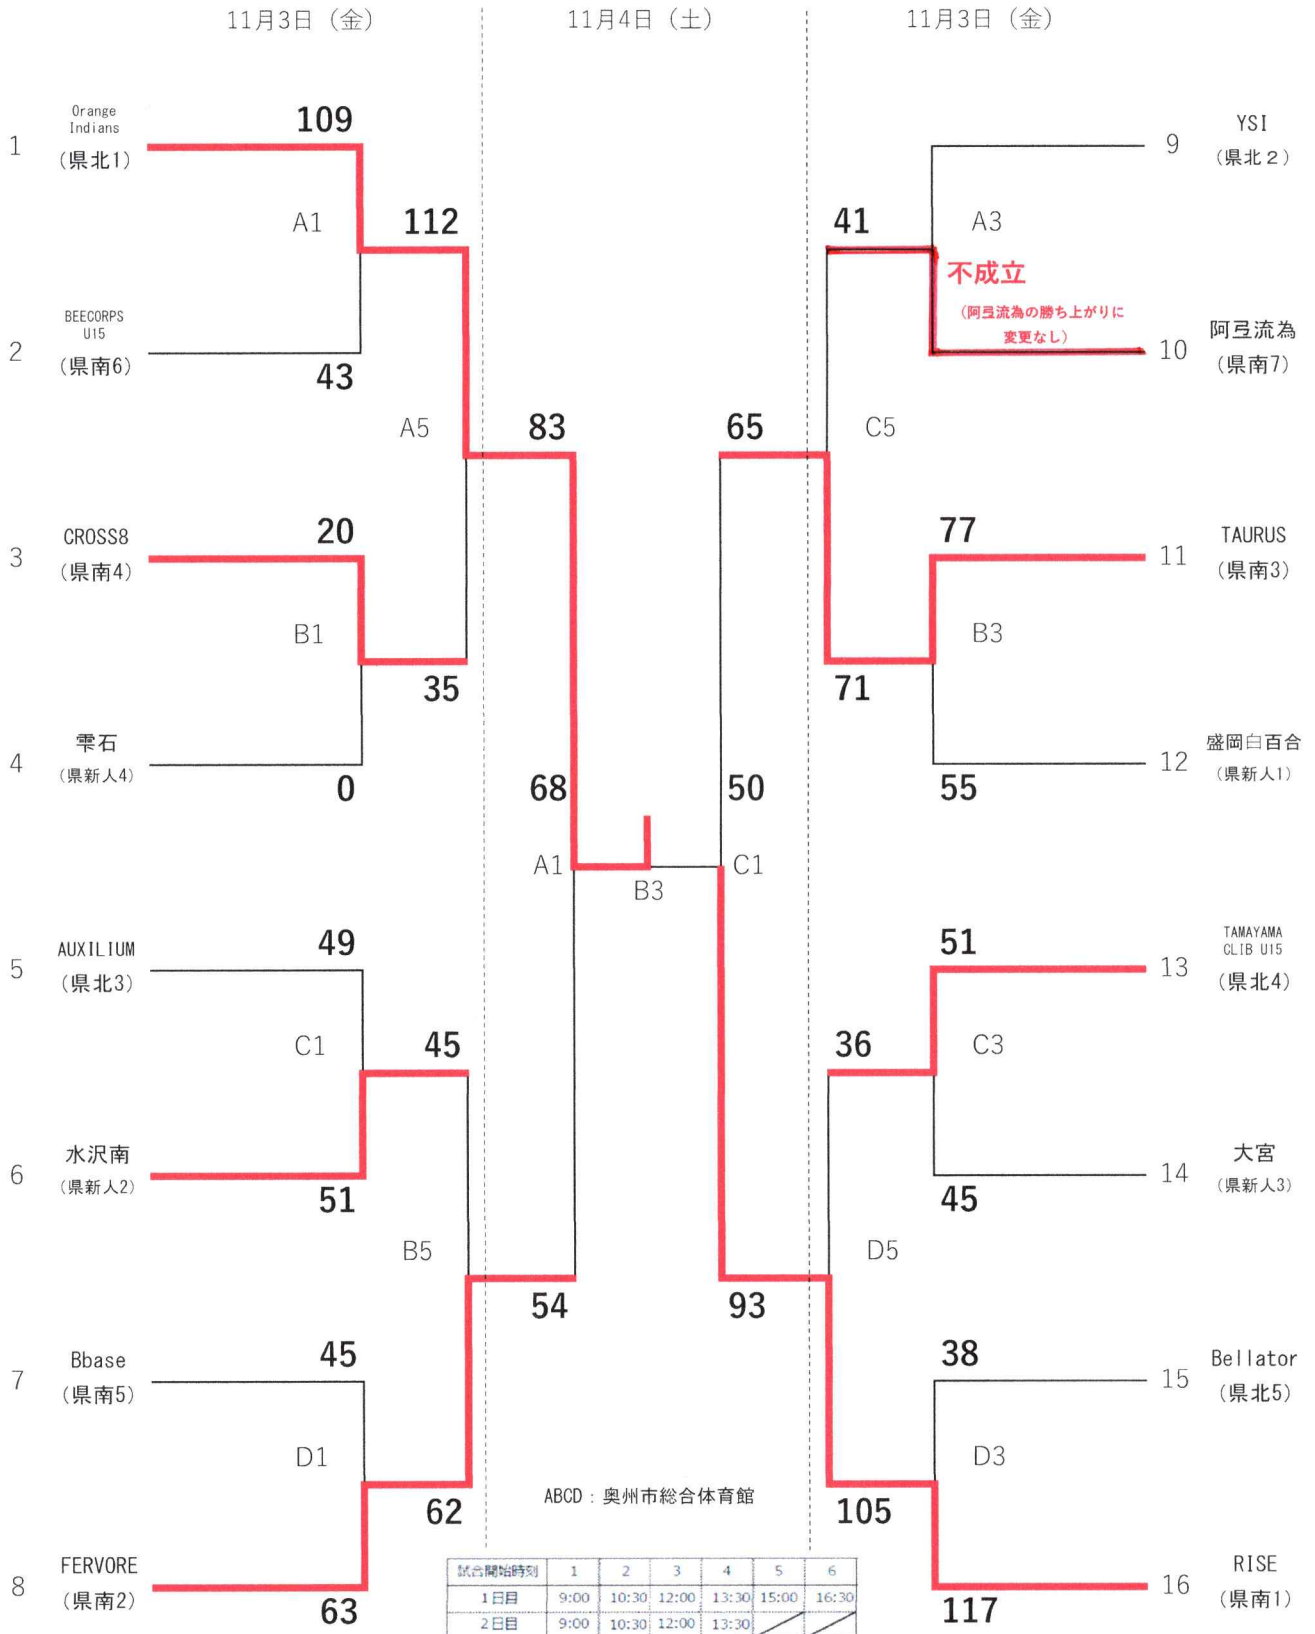 11月3日（金）
11月4日（土）
11月3日（金）
1
Orange
Indians
（県北1）
109
A1
2
BEECORPS
U15
（県南6）
43
112
A5
3
CROSS8
（県南4）
20
B1
35
4
雫石
（県新人4）
0
5
AUXILIUM
（県北3）
49
C1
45
6
水沢南
（県新人2）
51
B5
7
Bbase
（県南5）
45
D1
62
8
FERVORE
（県南2）
63
83
68
A1
54
B3
65
50
C1
93
9
YSI
（県北２）
41
A3
不成立
（阿弖流為の勝ち上がりに
変更なし）
10
阿弖流為
（県南7）
C5
11
TAURUS
（県南3）
77
B3
71
12
盛岡白百合
（県新人1）
55
13
TAMAYAMA
CLIB U15
（県北4）
51
36
C3
14
大宮
（県新人3）
45
D5
15
Bellator
（県北5）
38
D3
105
16
RISE
（県南1）
117
ABCD：奥州市総合体育館
試合開始時刻 1 2 3 4 5 6
1日目 9:00 10:30 12:00 13:30 15:00 16:30
2日目 9:00 10:30 12:00 13:30